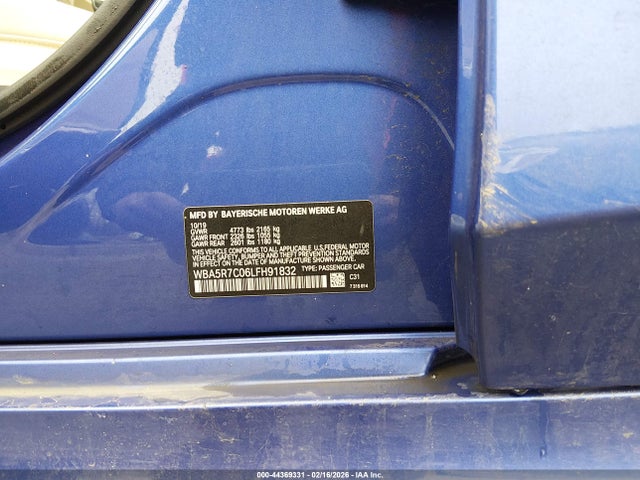 MFD BY BAYERISCHE MOTOREN WERKE AG
10/19
GVWR 4773 lbs 2165 kg
GAWR FRONT 2326 lbs 1055 kg
GAWR REAR 2601 lbs 1180 kg
THIS VEHICLE CONFORMS TO ALL APPLICABLE
U.S. FEDERAL MOTOR VEHICLE
SAFETY, BUMPER, AND THEFT PREVENTION STANDARDS
IN EFFECT ON THE DATE OF MANUFACTURE SHOWN ABOVE.
WBA5R7C06LFH91832 TYPE: PASSENGER CAR
C31
7 315 614
000-44369331 - 02/16/2026 - IAA Inc.